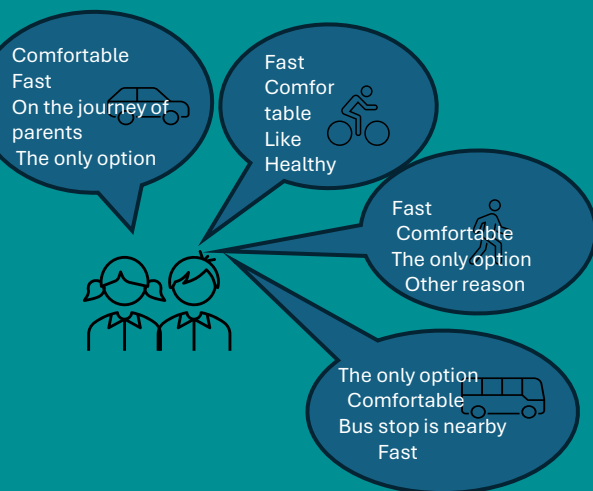 Comfortable
Fast
On the journey of
parents
The only option
Fast
Comfor
table
Like
Healthy
Fast
Comfortable
The only option
Other reason
The only option
Comfortable
Bus stop is nearby
Fast